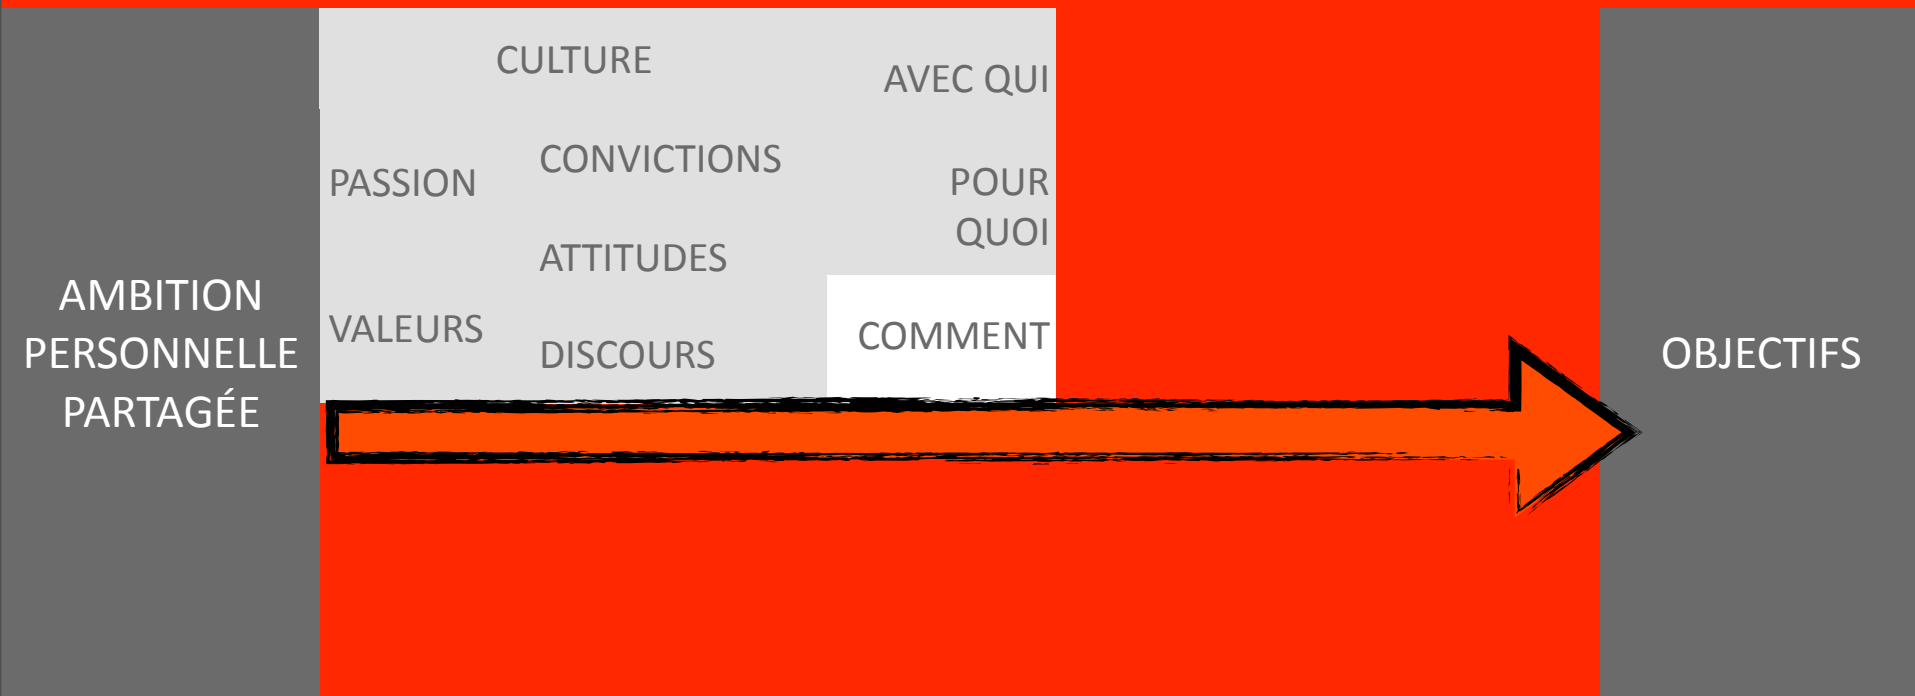 AMBITION
PERSONNELLE
PARTAGÉE
CULTURE
PASSION
VALEURS
CONVICTIONS
ATTITUDES
DISCOURS
AVEC QUI
POUR
QUOI
COMMENT
OBJECTIFS